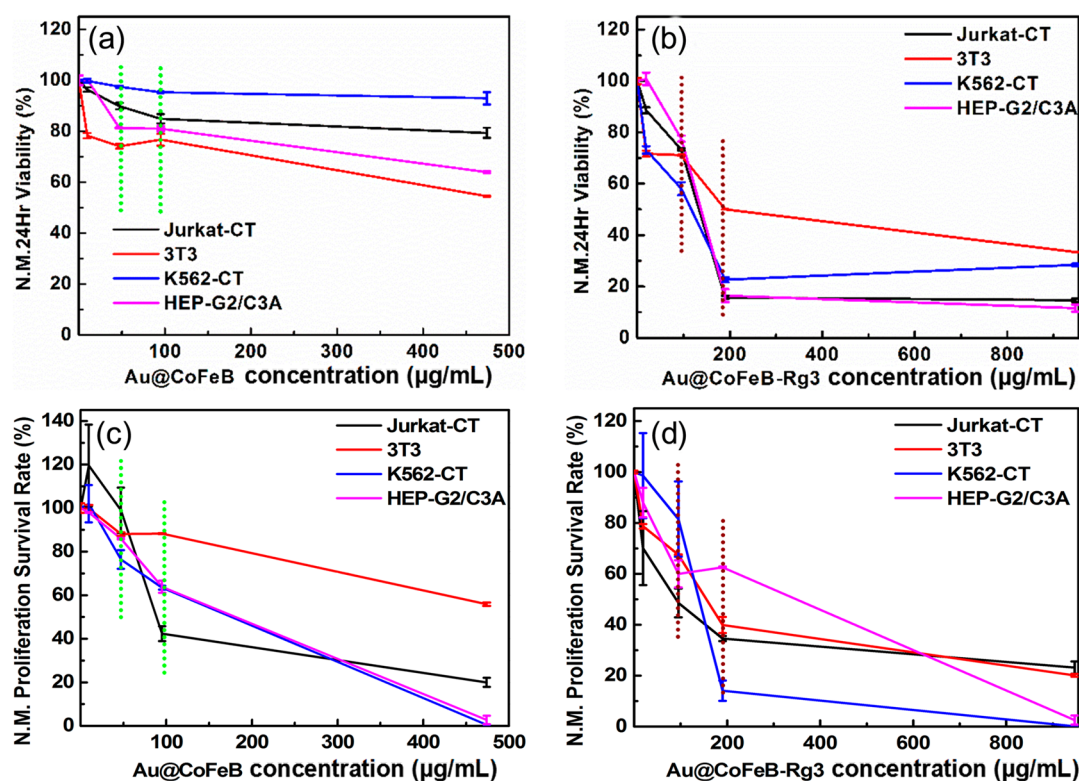 (a)
N.M.24Hr Viability (%)
120
100
80
60
40
20
0
Jurkat-CT
3T3
K562-CT
HEP-G2/C3A
0 100 200 300 400 500
Au@CoFeB concentration (µg/mL)
(b)
N.M.24Hr Viability (%)
120
100
80
60
40
20
0
Jurkat-CT
3T3
K562-CT
HEP-G2/C3A
0 200 400 600 800
Au@CoFeB-Rg3 concentration (µg/mL)
(c)
N.M. Proliferation Survival Rate (%)
140
120
100
80
60
40
20
0
Jurkat-CT
3T3
K562-CT
HEP-G2/C3A
0 100 200 300 400 500
Au@CoFeB concentration (µg/mL)
(d)
N.M. Proliferation Survival Rate (%)
120
100
80
60
40
20
0
Jurkat-CT
3T3
K562-CT
HEP-G2/C3A
0 200 400 600 800
Au@CoFeB-Rg3 concentration (µg/mL)